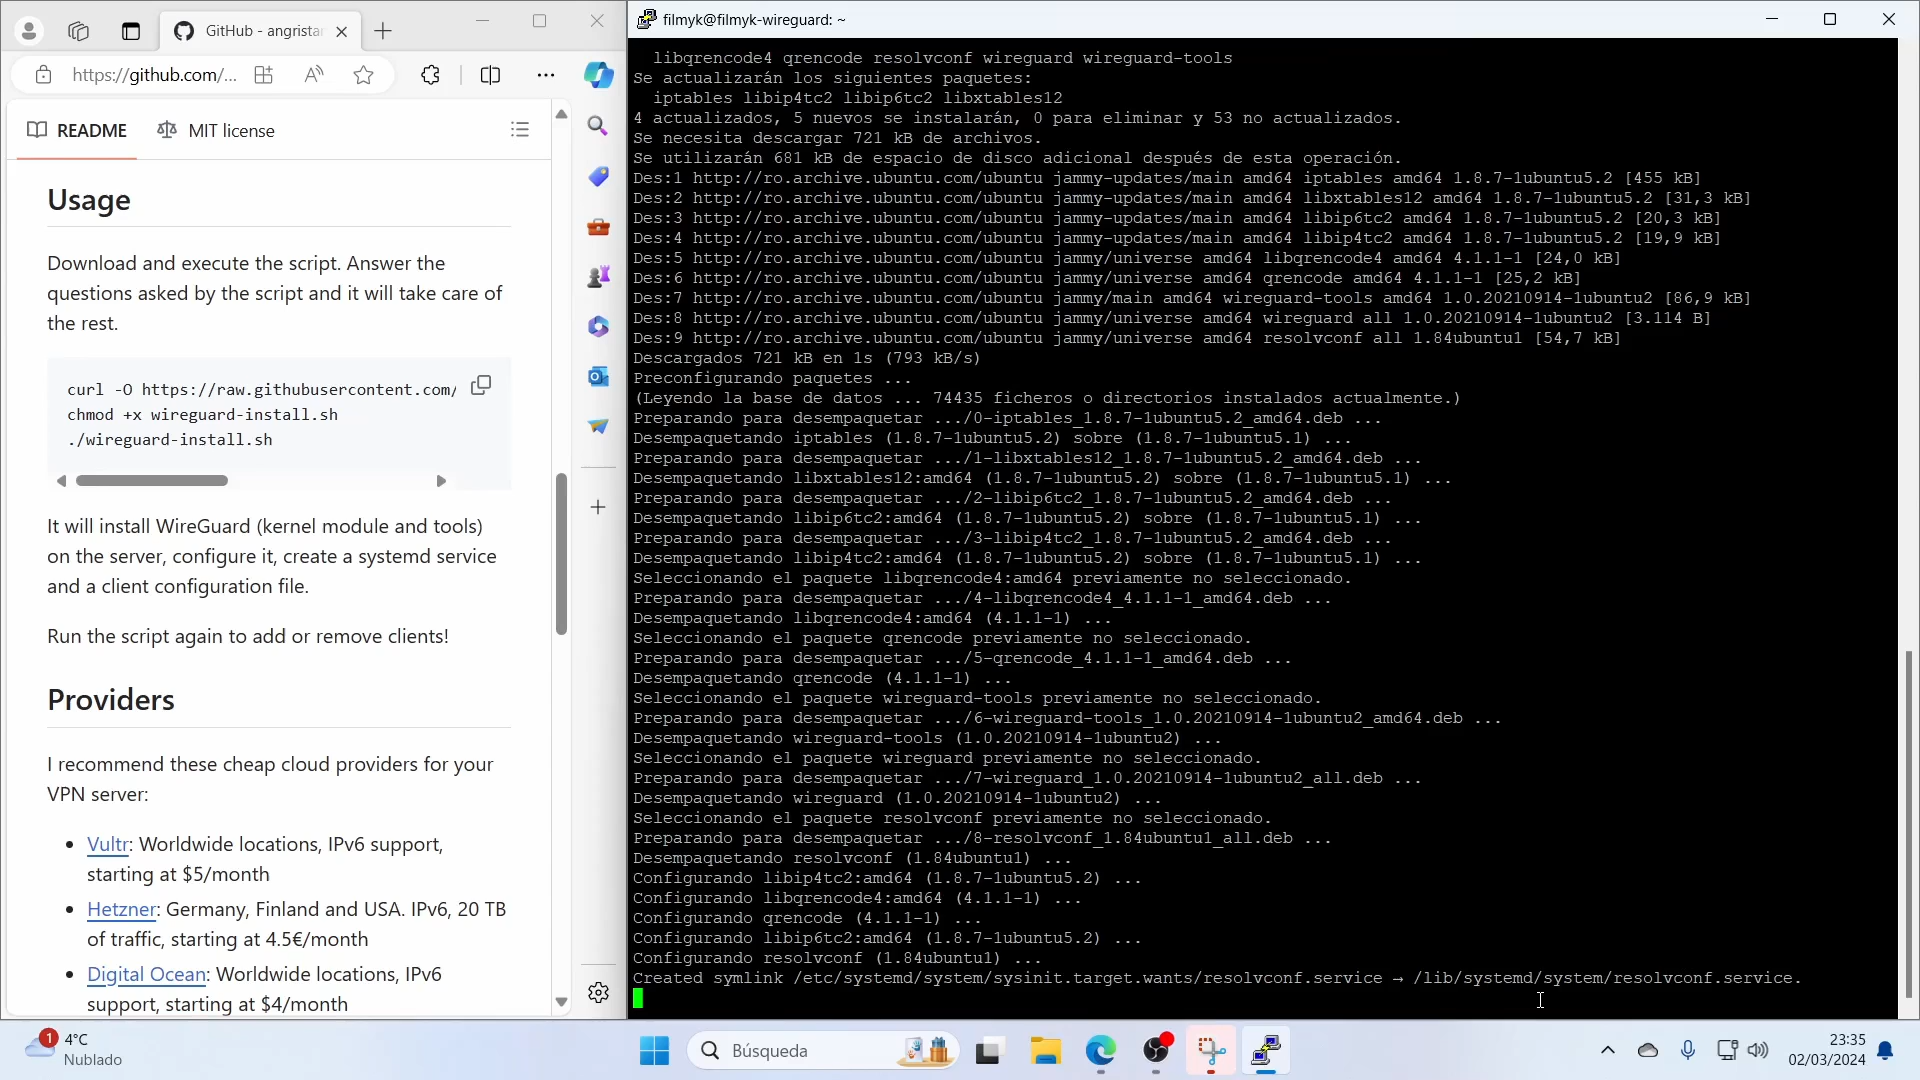 GitHub - angristan
https://github.com/...
README
MIT license
Usage
Download and execute the script. Answer the
questions asked by the script and it will take care of
the rest.
curl -O https://raw.githubusercontent.com/
chmod +x wireguard-install.sh
./wireguard-install.sh
It will install WireGuard (kernel module and tools)
on the server, configure it, create a systemd service
and a client configuration file.
Run the script again to add or remove clients!
Providers
I recommend these cheap cloud providers for your
VPN server:
Vultr: Worldwide locations, IPv6 support,
starting at $5/month
Hetzner: Germany, Finland and USA. IPv6, 20 TB
of traffic, starting at 4.5€/month
Digital Ocean: Worldwide locations, IPv6
support, starting at $4/month
filmyk@filmyk-wireguard: ~
libqrencode4 qrencode resolvconf wireguard wireguard-tools
Se actualizarán los siguientes paquetes:
iptables libip4tc2 libip6tc2 libxtables12
4 actualizados, 5 nuevos se instalarán, 0 para eliminar y 53 no actualizados.
Se necesita descargar 721 kB de archivos.
Se utilizarán 681 kB de espacio de disco adicional después de esta operación.
Des:1 http://ro.archive.ubuntu.com/ubuntu jammy-updates/main amd64 iptables amd64 1.8.7-1ubuntu5.2 [455 kB]
Des:2 http://ro.archive.ubuntu.com/ubuntu jammy-updates/main amd64 libxtables12 amd64 1.8.7-1ubuntu5.2 [31,3 kB]
Des:3 http://ro.archive.ubuntu.com/ubuntu jammy-updates/main amd64 libip6tc2 amd64 1.8.7-1ubuntu5.2 [20,3 kB]
Des:4 http://ro.archive.ubuntu.com/ubuntu jammy-updates/main amd64 libip4tc2 amd64 1.8.7-1ubuntu5.2 [19,9 kB]
Des:5 http://ro.archive.ubuntu.com/ubuntu jammy/universe amd64 libqrencode4 amd64 4.1.1-1 [24,0 kB]
Des:6 http://ro.archive.ubuntu.com/ubuntu jammy/universe amd64 qrencode amd64 4.1.1-1 [25,2 kB]
Des:7 http://ro.archive.ubuntu.com/ubuntu jammy/main amd64 wireguard-tools amd64 1.0.20210914-1ubuntu2 [86,9 kB]
Des:8 http://ro.archive.ubuntu.com/ubuntu jammy/universe amd64 wireguard all 1.0.20210914-1ubuntu2 [3.114 B]
Des:9 http://ro.archive.ubuntu.com/ubuntu jammy/universe amd64 resolvconf all 1.84ubuntu1 [54,7 kB]
Descargados 721 kB en 1s (793 kB/s)
Preconfigurando paquetes ...
(Leyendo la base de datos ... 74435 ficheros o directorios instalados actualmente.)
Preparando para desempaquetar .../0-iptables_1.8.7-1ubuntu5.2_amd64.deb ...
Desempaquetando iptables (1.8.7-1ubuntu5.2) sobre (1.8.7-1ubuntu5.1) ...
Preparando para desempaquetar .../1-libxtables12_1.8.7-1ubuntu5.2_amd64.deb ...
Desempaquetando libxtables12:amd64 (1.8.7-1ubuntu5.2) sobre (1.8.7-1ubuntu5.1) ...
Preparando para desempaquetar .../2-libip6tc2_1.8.7-1ubuntu5.2_amd64.deb ...
Desempaquetando libip6tc2:amd64 (1.8.7-1ubuntu5.2) sobre (1.8.7-1ubuntu5.1) ...
Preparando para desempaquetar .../3-libip4tc2_1.8.7-1ubuntu5.2_amd64.deb ...
Desempaquetando libip4tc2:amd64 (1.8.7-1ubuntu5.2) sobre (1.8.7-1ubuntu5.1) ...
Seleccionando el paquete libqrencode4:amd64 previamente no seleccionado.
Preparando para desempaquetar .../4-libqrencode4_4.1.1-1_amd64.deb ...
Desempaquetando libqrencode4:amd64 (4.1.1-1) ...
Seleccionando el paquete qrencode previamente no seleccionado.
Preparando para desempaquetar .../5-qrencode_4.1.1-1_amd64.deb ...
Desempaquetando qrencode (4.1.1-1) ...
Seleccionando el paquete wireguard-tools previamente no seleccionado.
Preparando para desempaquetar .../6-wireguard-tools_1.0.20210914-1ubuntu2_amd64.deb ...
Desempaquetando wireguard-tools (1.0.20210914-1ubuntu2) ...
Seleccionando el paquete wireguard previamente no seleccionado.
Preparando para desempaquetar .../7-wireguard_1.0.20210914-1ubuntu2_all.deb ...
Desempaquetando wireguard (1.0.20210914-1ubuntu2) ...
Seleccionando el paquete resolvconf previamente no seleccionado.
Preparando para desempaquetar .../8-resolvconf_1.84ubuntu1_all.deb ...
Desempaquetando resolvconf (1.84ubuntu1) ...
Configurando libip4tc2:amd64 (1.8.7-1ubuntu5.2) ...
Configurando libqrencode4:amd64 (4.1.1-1) ...
Configurando qrencode (4.1.1-1) ...
Configurando libip6tc2:amd64 (1.8.7-1ubuntu5.2) ...
Configurando resolvconf (1.84ubuntu1) ...
Created symlink /etc/systemd/system/sysinit.target.wants/resolvconf.service → /lib/systemd/system/resolvconf.service.
1
4°C
Nublado
Búsqueda
23:35
02/03/2024